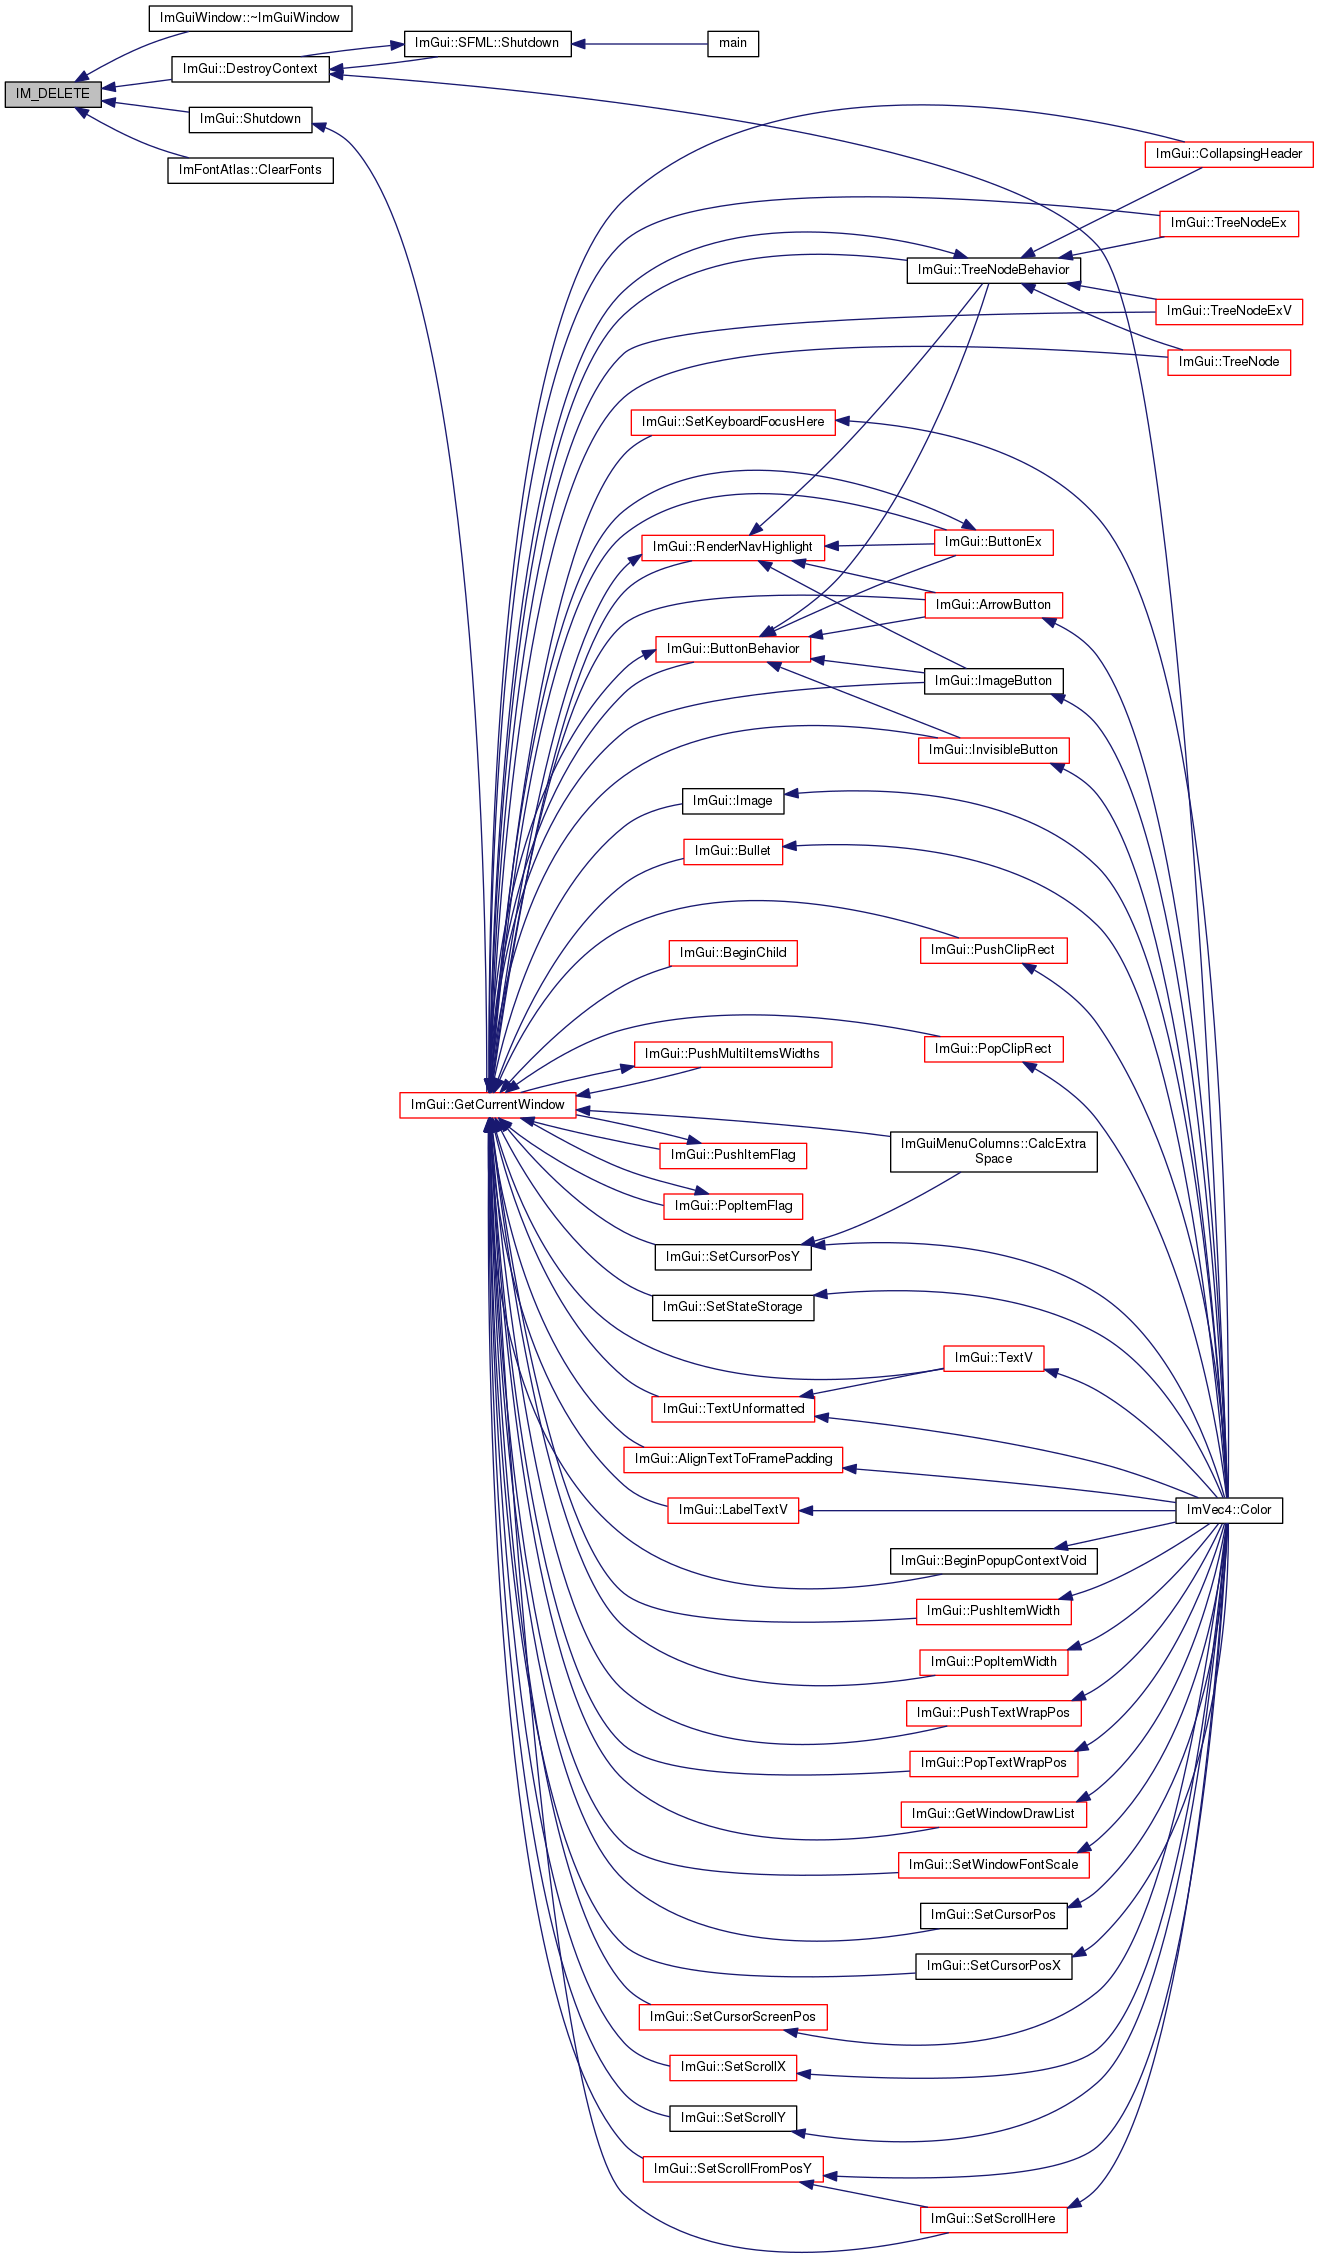 ImGuiWindow::~ImGuiWindow
ImGui::SFML::Shutdown
main
ImGui::DestroyContext
IM_DELETE
ImGui::Shutdown
ImFontAtlas::ClearFonts
ImGui::CollapsingHeader
ImGui::TreeNodeEx
ImGui::TreeNodeBehavior
ImGui::TreeNodeExV
ImGui::TreeNode
ImGui::SetKeyboardFocusHere
ImGui::RenderNavHighlight
ImGui::ButtonEx
ImGui::ArrowButton
ImGui::ButtonBehavior
ImGui::ImageButton
ImGui::InvisibleButton
ImGui::Image
ImGui::Bullet
ImGui::PushClipRect
ImGui::BeginChild
ImGui::PopClipRect
ImGui::PushMultiItemsWidths
ImGui::GetCurrentWindow
ImGuiMenuColumns::CalcExtra
Space
ImGui::PushItemFlag
ImGui::PopItemFlag
ImGui::SetCursorPosY
ImGui::SetStateStorage
ImGui::TextV
ImGui::TextUnformatted
ImGui::AlignTextToFramePadding
ImGui::LabelTextV
ImVec4::Color
ImGui::BeginPopupContextVoid
ImGui::PushItemWidth
ImGui::PopItemWidth
ImGui::PushTextWrapPos
ImGui::PopTextWrapPos
ImGui::GetWindowDrawList
ImGui::SetWindowFontScale
ImGui::SetCursorPos
ImGui::SetCursorPosX
ImGui::SetCursorScreenPos
ImGui::SetScrollX
ImGui::SetScrollY
ImGui::SetScrollFromPosY
ImGui::SetScrollHere